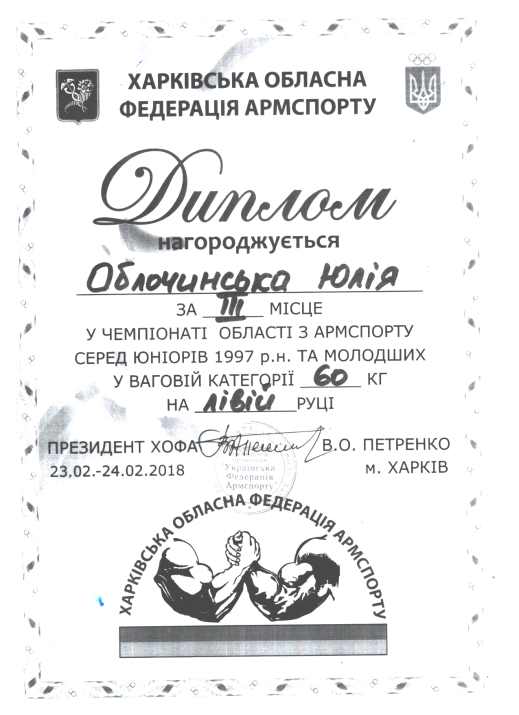 ХАРКІВСЬКА ОБЛАСНА
ФЕДЕРАЦІЯ АРМСПОРТУ
Диплом
нагороджується
Облочинська Юлія
ЗА III МІСЦЕ
У ЧЕМПІОНАТІ ОБЛАСТІ З АРМСПОРТУ
СЕРЕД ЮНІОРІВ 1997 р.н. ТА МОЛОДШИХ
У ВАГОВІЙ КАТЕГОРІЇ 60 КГ
НА лівій РУЦІ
ПРЕЗИДЕНТ ХОФА В.О. ПЕТРЕНКО
23,02.-24.02.2018 м. ХАРКІВ
"Українська
Федерація
Армспорту"
ХАРКІВСЬКА ОБЛАСНА ФЕДЕРАЦІЯ АРМСПОРТУ